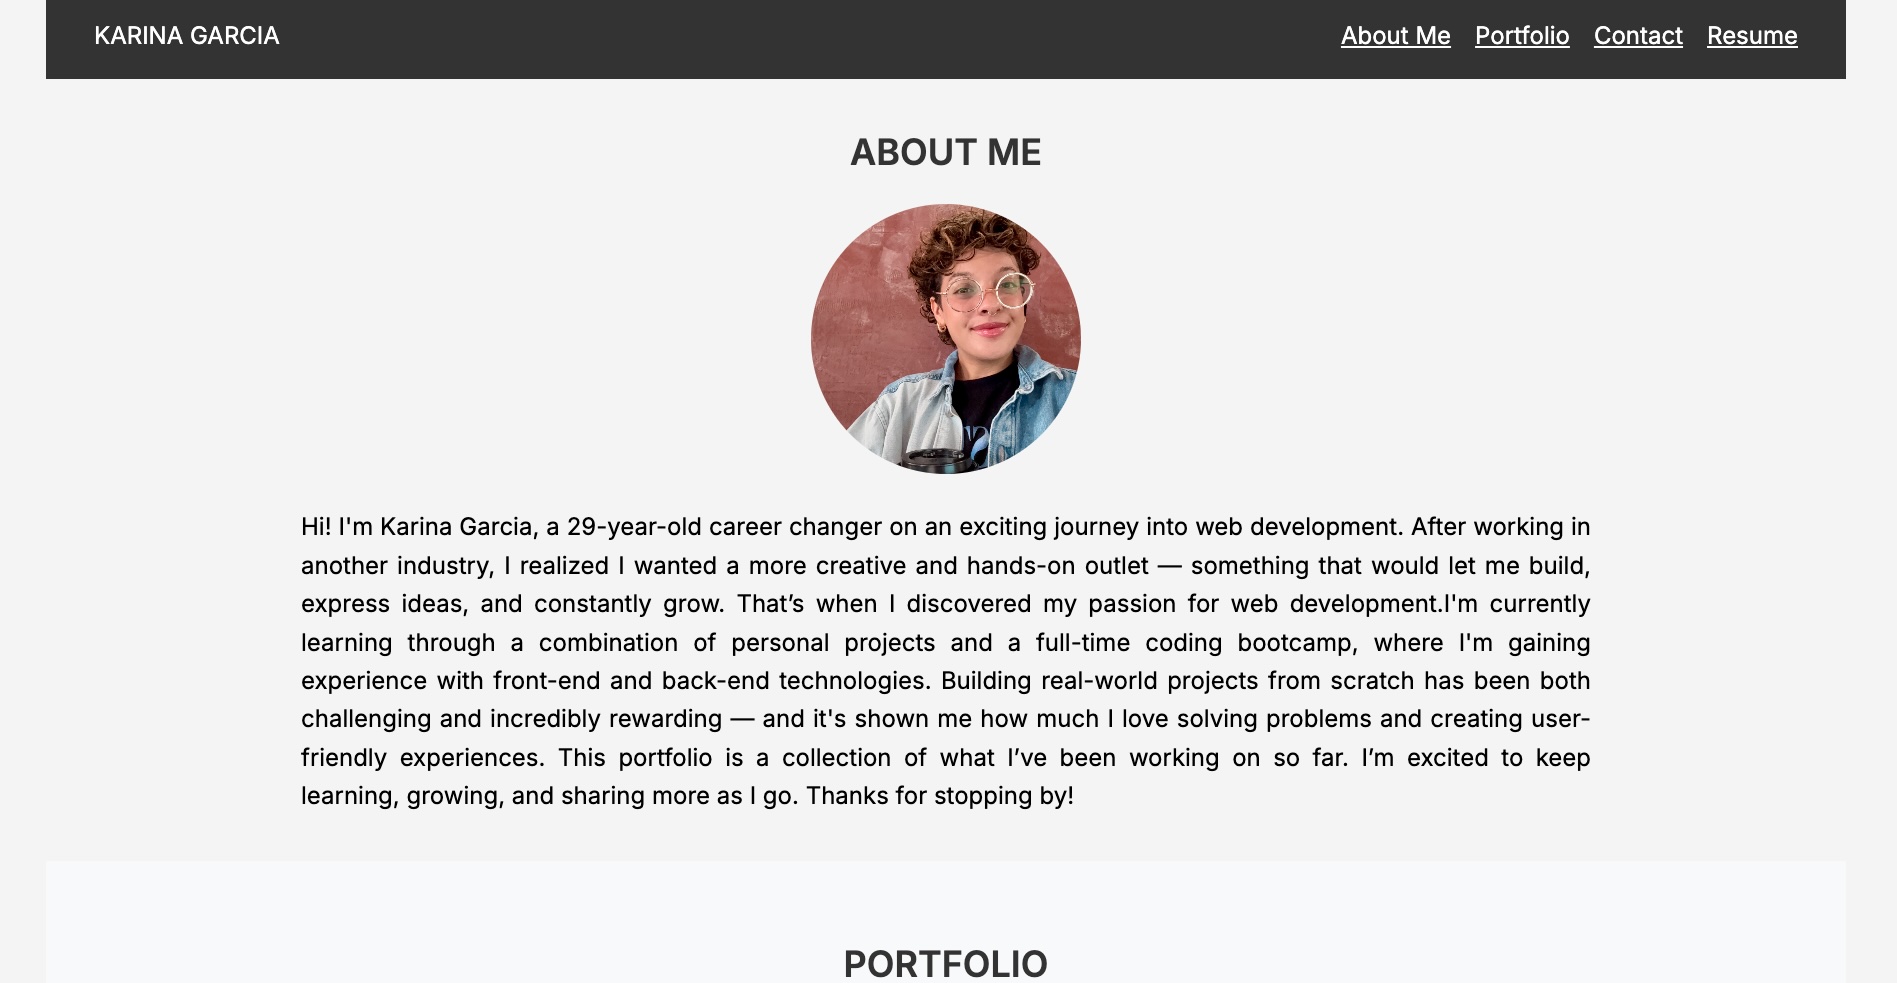 KARINA GARCIA
About Me Portfolio Contact Resume
ABOUT ME
Hi! I'm Karina Garcia, a 29-year-old career changer on an exciting journey into web development. After working in
another industry, I realized I wanted a more creative and hands-on outlet — something that would let me build,
express ideas, and constantly grow. That’s when I discovered my passion for web development.I'm currently
learning through a combination of personal projects and a full-time coding bootcamp, where I'm gaining
experience with front-end and back-end technologies. Building real-world projects from scratch has been both
challenging and incredibly rewarding — and it's shown me how much I love solving problems and creating user-
friendly experiences. This portfolio is a collection of what I’ve been working on so far. I’m excited to keep
learning, growing, and sharing more as I go. Thanks for stopping by!
PORTFOLIO